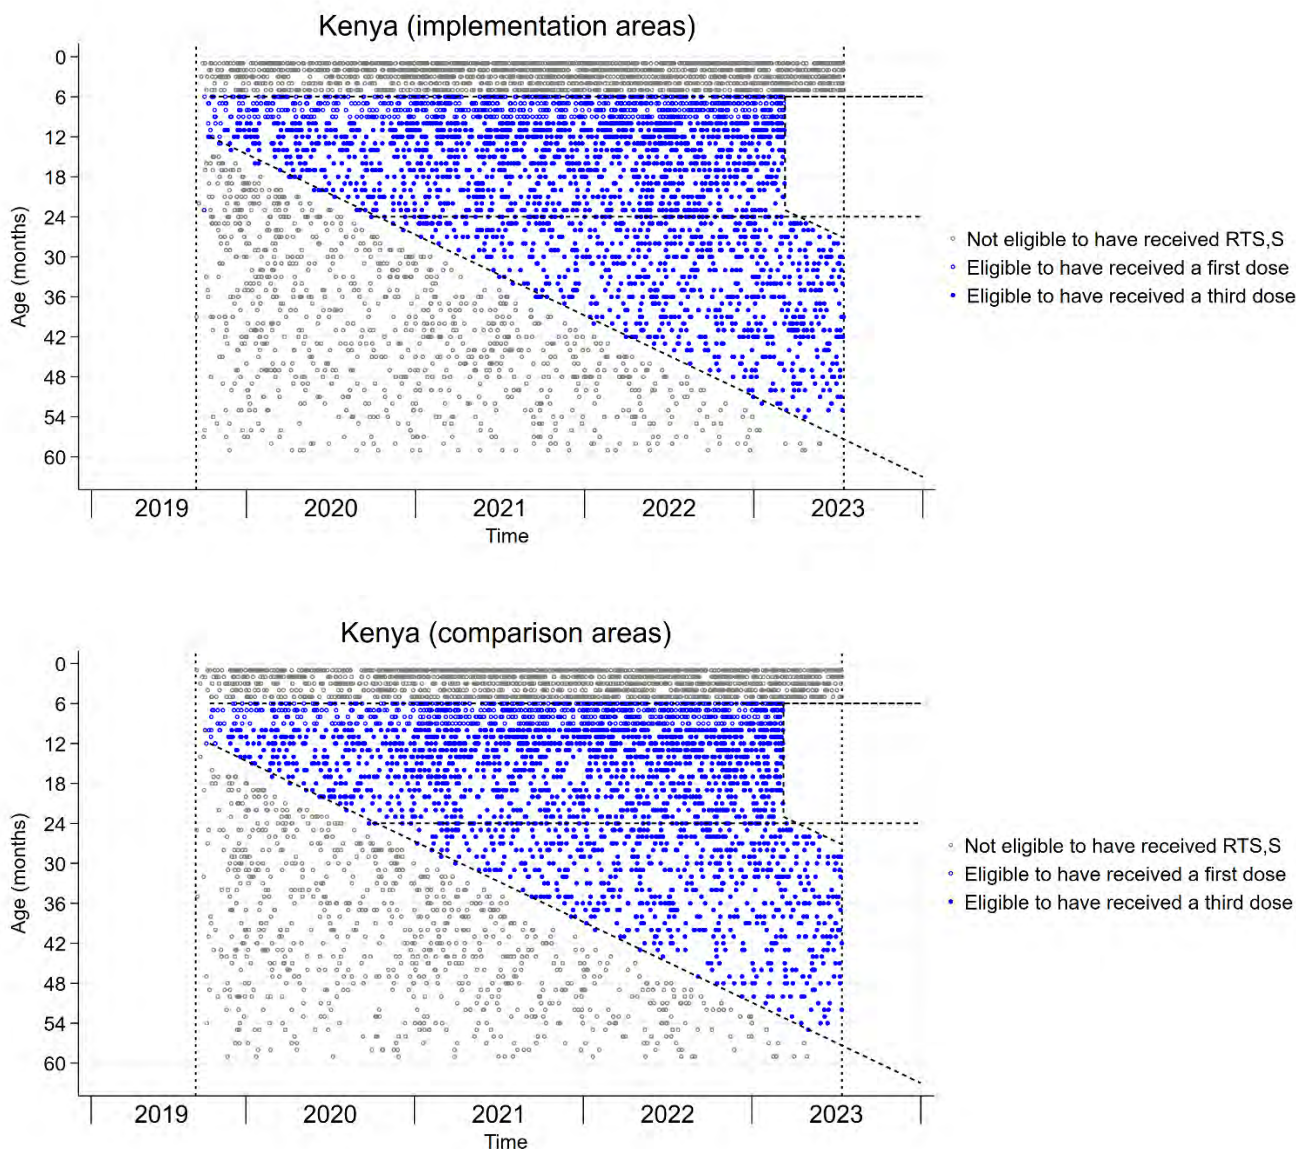 Kenya (implementation areas)
Age (months)
0
6
12
18
24
30
36
42
48
54
60
2019 2020 2021 2022 2023
Time
Not eligible to have received RTS,S
Eligible to have received a first dose
Eligible to have received a third dose
Kenya (comparison areas)
Age (months)
0
6
12
18
24
30
36
42
48
54
60
2019 2020 2021 2022 2023
Time
Not eligible to have received RTS,S
Eligible to have received a first dose
Eligible to have received a third dose